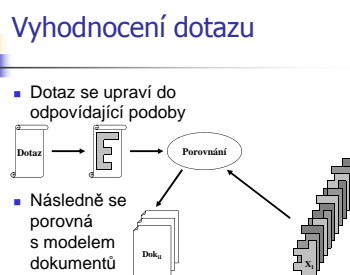 Vyhodnocení dotazu
Dotaz se upraví do
odpovídající podoby
Dotaz
Porovnání
Následně se
porovná
s modelem
dokumentů
Dok
X